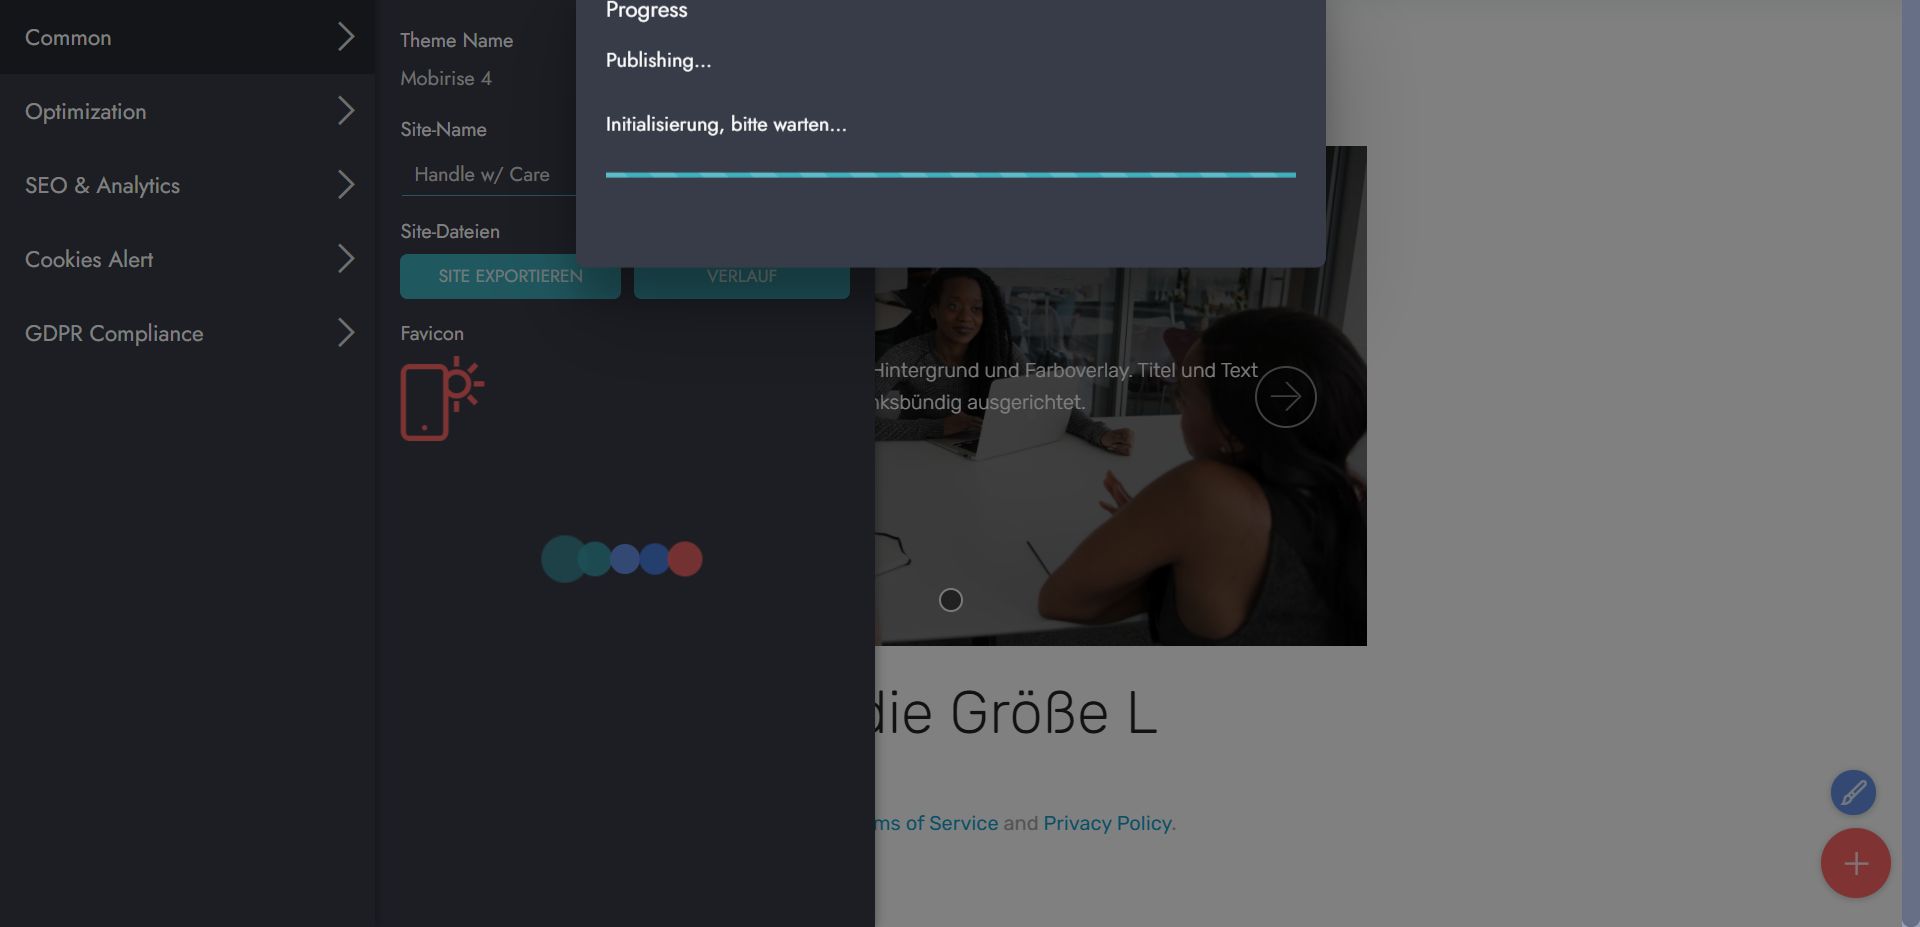 Common
Optimization
SEO & Analytics
Cookies Alert
GDPR Compliance
Theme Name
Mobirise 4
Site-Name
Handle w/ Care
Site-Dateien
SITE EXPORTIEREN
VERLAUF
Favicon
Progress
Publishing...
Initialisierung, bitte warten...
Hintergrund und Farboverlay. Titel und Text
nksbündig ausgerichtet.
die Größe L
ms of Service and Privacy Policy.